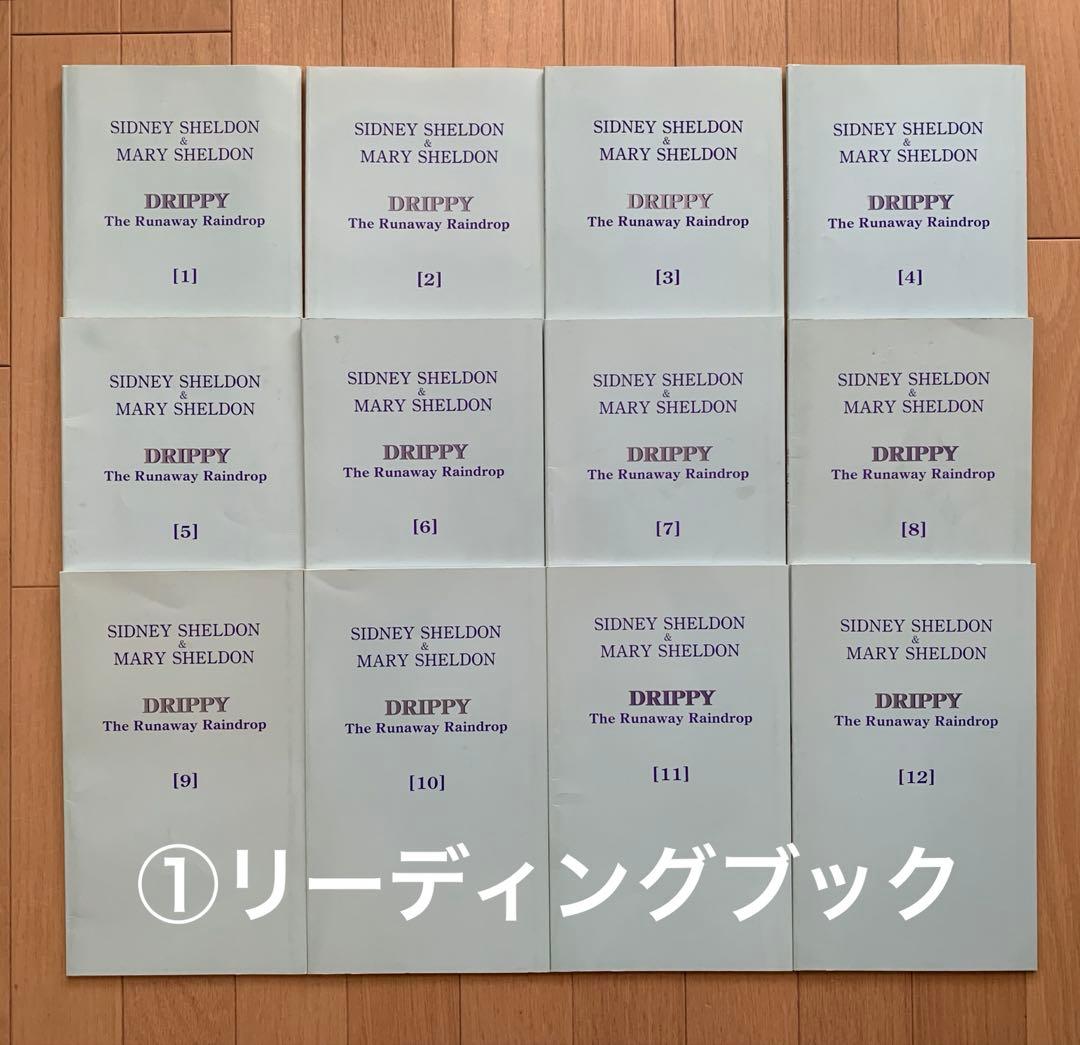 SIDNEY SHELDON
&
MARY SHELDON
DRIPPY
The Runaway Raindrop
[1]
SIDNEY SHELDON
&
MARY SHELDON
DRIPPY
The Runaway Raindrop
[2]
SIDNEY SHELDON
&
MARY SHELDON
DRIPPY
The Runaway Raindrop
[3]
SIDNEY SHELDON
&
MARY SHELDON
DRIPPY
The Runaway Raindrop
[4]
SIDNEY SHELDON
&
MARY SHELDON
DRIPPY
The Runaway Raindrop
[5]
SIDNEY SHELDON
&
MARY SHELDON
DRIPPY
The Runaway Raindrop
[6]
SIDNEY SHELDON
&
MARY SHELDON
DRIPPY
The Runaway Raindrop
[7]
SIDNEY SHELDON
&
MARY SHELDON
DRIPPY
The Runaway Raindrop
[8]
SIDNEY SHELDON
&
MARY SHELDON
DRIPPY
The Runaway Raindrop
[9]
SIDNEY SHELDON
&
MARY SHELDON
DRIPPY
The Runaway Raindrop
[10]
SIDNEY SHELDON
&
MARY SHELDON
DRIPPY
The Runaway Raindrop
[11]
SIDNEY SHELDON
&
MARY SHELDON
DRIPPY
The Runaway Raindrop
[12]
①リーディングブック